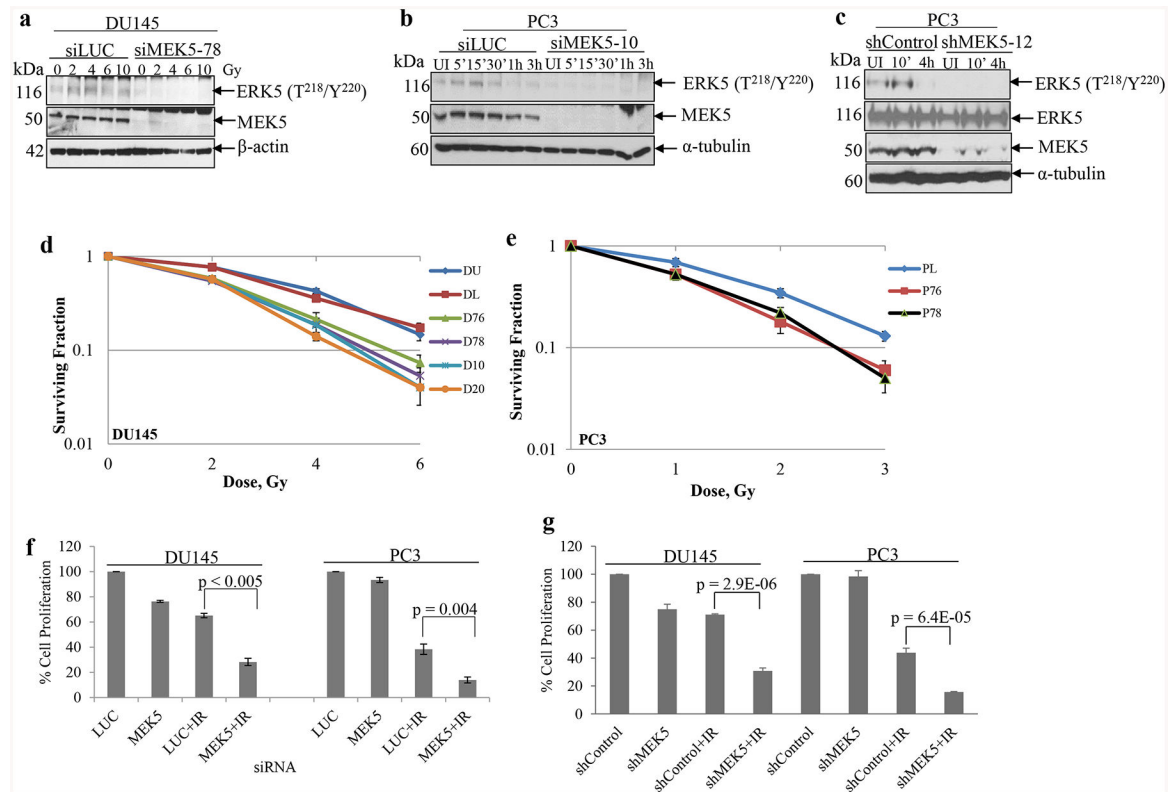 a
DU145
siLUC siMEK5-78
kDa 0 2 4 6 10 0 2 4 6 10 Gy
116 ERK5 (T218/Y220)
50 MEK5
42 β-actin
b
PC3
siLUC siMEK5-10
kDa UI 5' 15' 30' 1h 3h UI 5' 15' 30' 1h 3h
116 ERK5 (T218/Y220)
50 MEK5
60 α-tubulin
c
PC3
shControl shMEK5-12
kDa UI 10' 4h UI 10' 4h
116 ERK5 (T218/Y220)
116 ERK5
50 MEK5
60 α-tubulin
d
Surviving Fraction
1
0.1
0.01
DU145
0 2 4 6
Dose, Gy
DU
DL
D76
D78
D10
D20
e
Surviving Fraction
1
0.1
0.01
PC3
0 1 2 3
Dose, Gy
PL
P76
P78
f
% Cell Proliferation
120
100
80
60
40
20
0
DU145
p < 0.005
PC3
p = 0.004
LUC
MEK5
LUC+IR
MEK5+IR
LUC
MEK5
LUC+IR
MEK5+IR
siRNA
g
% Cell Proliferation
120
100
80
60
40
20
0
DU145
p = 2.9E-06
PC3
p = 6.4E-05
shControl
shMEK5
shControl+IR
shMEK5+IR
shControl
shMEK5
shControl+IR
shMEK5+IR